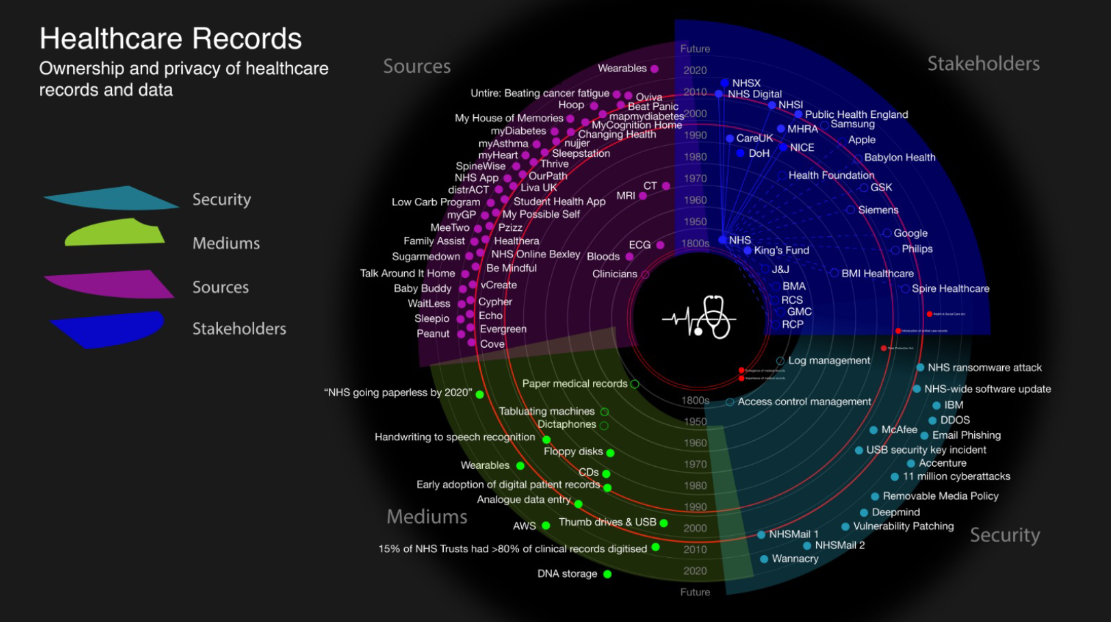 Healthcare Records
Ownership and privacy of healthcare
records and data
Security
Mediums
Sources
Stakeholders
Sources
Stakeholders
Mediums
Security
Future
2020
2010
2000
1990
1980
1970
1960
1950
1800s
Wearables
Untire: Beating cancer fatigue
Oviva
Hoop
Beat Panic
mapmydiabetes
My House of Memories
MyCognition Home
myDiabetes
Changing Health
myAsthma
nujjer
myHeart
Sleepstation
SpineWise
Thrive
NHS App
OurPath
distrACT
Liva UK
Low Carb Program
Student Health App
myGP
My Possible Self
MeeTwo
Pzizz
Family Assist
Healthera
Sugarmedown
NHS Online Bexley
Talk Around It Home
Be Mindful
Baby Buddy
vCreate
WaitLess
Cypher
Sleepio
Echo
Peanut
Evergreen
Cove
CT
MRI
ECG
Bloods
Clinicians
NHSX
NHS Digital
NHSI
Public Health England
Samsung
MHRA
CareUK
Apple
DoH
NICE
Babylon Health
Health Foundation
GSK
Siemens
Google
NHS
King's Fund
Philips
J&J
BMI Healthcare
BMA
Spire Healthcare
RCS
GMC
RCP
Log management
Access control management
NHS ransomware attack
NHS-wide software update
IBM
DDOS
McAfee
Email Phishing
USB security key incident
Accenture
11 million cyberattacks
Removable Media Policy
Deepmind
Vulnerability Patching
NHSMail 1
NHSMail 2
Wannacry
Paper medical records
"NHS going paperless by 2020"
Tabluating machines
Dictaphones
Handwriting to speech recognition
Floppy disks
Wearables
CDs
Early adoption of digital patient records
Analogue data entry
AWS
Thumb drives & USB
15% of NHS Trusts had >80% of clinical records digitised
DNA storage
1800s
1950
1960
1970
1980
1990
2000
2010
2020
Future